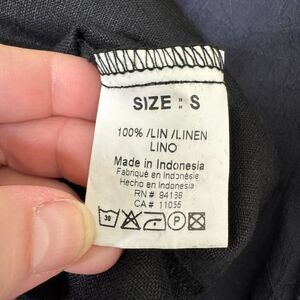 SIZE : S
100% /LIN /LINEN
LINO
Made in Indonesia
Fabriqué en Indonésie
Hecho en Indonesia
RN # 94136
CA # 11055
30
P